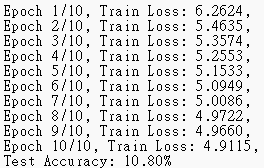 Epoch 1/10, Train Loss: 6.2624,
Epoch 2/10, Train Loss: 5.4635,
Epoch 3/10, Train Loss: 5.3574,
Epoch 4/10, Train Loss: 5.2553,
Epoch 5/10, Train Loss: 5.1533,
Epoch 6/10, Train Loss: 5.0949,
Epoch 7/10, Train Loss: 5.0086,
Epoch 8/10, Train Loss: 4.9722,
Epoch 9/10, Train Loss: 4.9660,
Epoch 10/10, Train Loss: 4.9115,
Test Accuracy: 10.80%